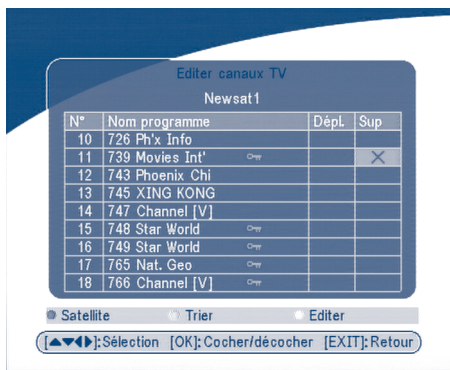 Editer canaux TV
Newsat1
N° Nom programme Dépl. Sup
10 726 Ph'x Info
11 739 Movies Int'
12 743 Phoenix Chi
13 745 XING KONG
14 747 Channel [V]
15 748 Star World
16 749 Star World
17 765 Nat. Geo
18 766 Channel [V]
Satellite Trier Editer
[▲▼◀▶]:Sélection [OK]:Cocher/décocher [EXIT]:Retour